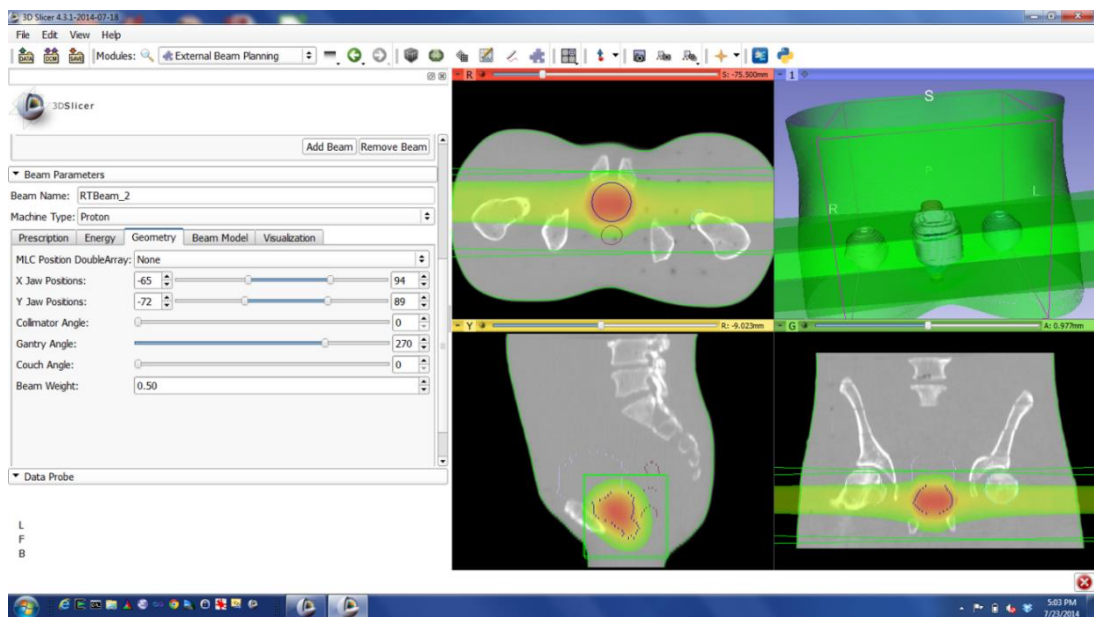 3D Slicer 4.3.1-2014-07-18
File Edit View Help
DATA DCM SAVE Modules: External Beam Planning
R S: -75.500mm 1
3DSlicer
Add Beam Remove Beam
Beam Parameters
Beam Name: RTBeam_2
Machine Type: Proton
Prescription Energy Geometry Beam Model Visualization
MLC Position DoubleArray: None
X Jaw Positions: -65 94
Y Jaw Positions: -72 89
Collimator Angle: 0
Gantry Angle: 270
Couch Angle: 0
Beam Weight: 0.50
S
P
R
L
Y R: -9.023mm G A: 0.977mm
Data Probe
L
F
B
5:03 PM
7/23/2014